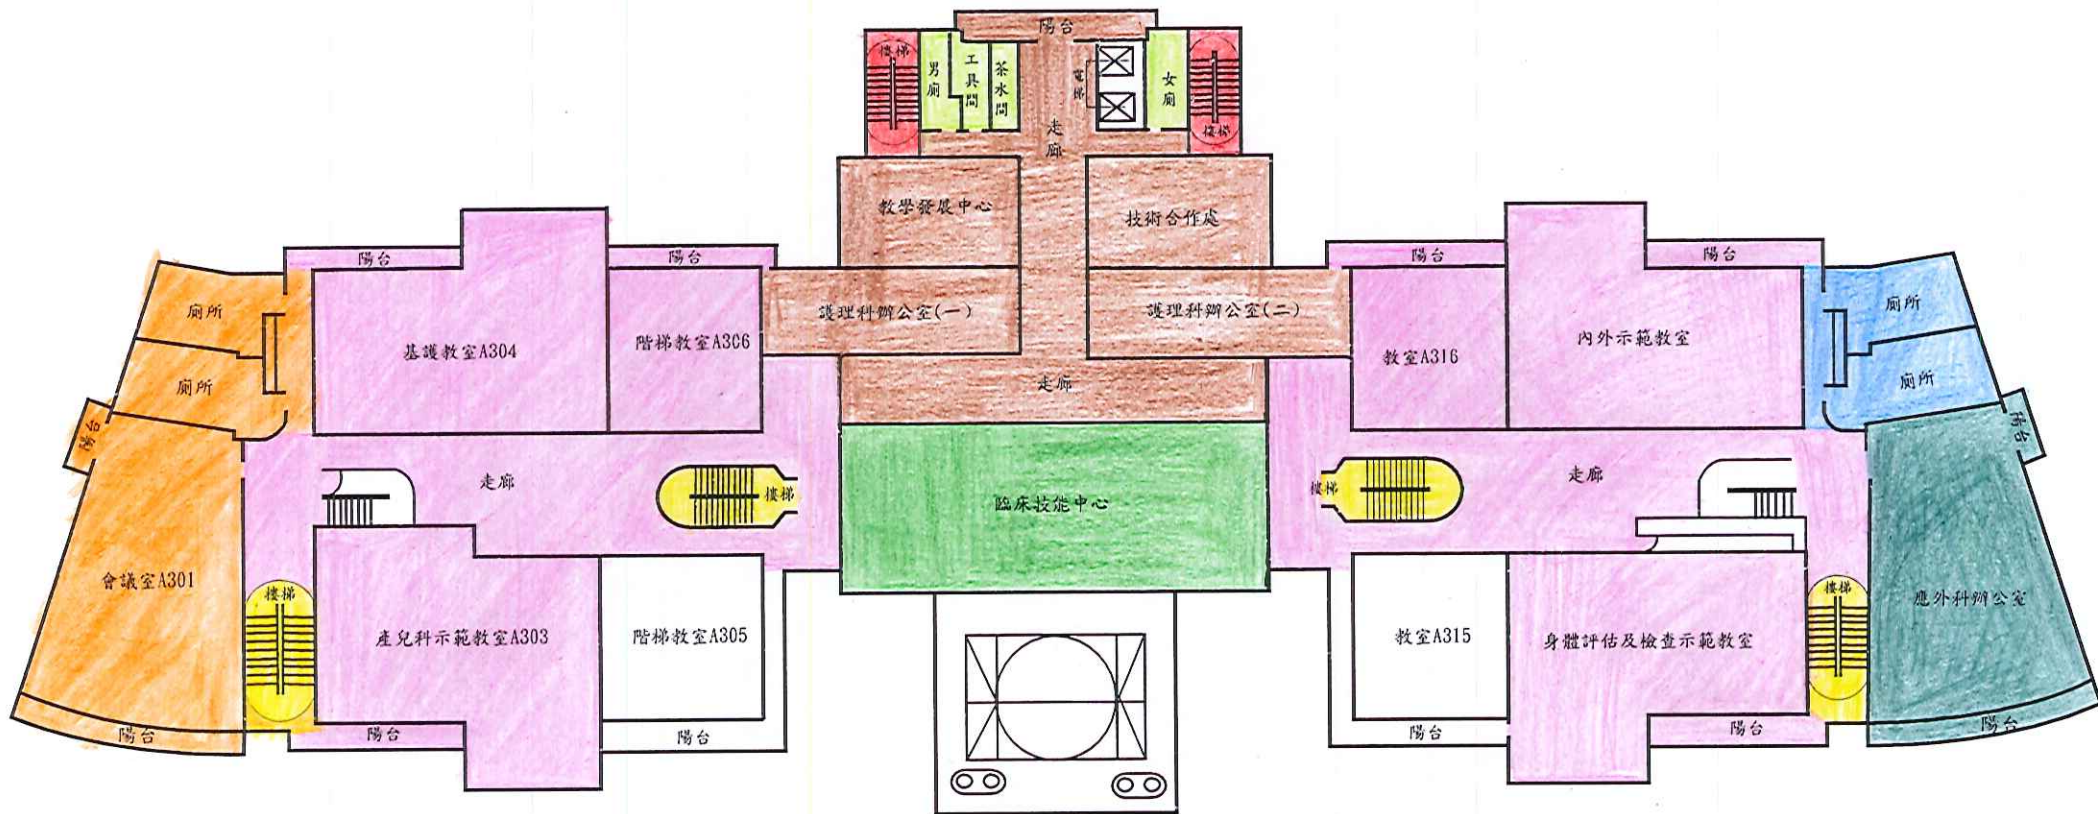 陽台
樓梯
男廁
工具間
茶水間
電梯
女廁
樓梯
走廊
教學發展中心
技術合作處
陽台
陽台
護理科辦公室(一)
護理科辦公室(二)
陽台
陽台
廁所
廁所
基護教室A304
階梯教室A306
走廊
教室A316
內外示範教室
廁所
廁所
陽台
陽台
走廊
樓梯
臨床技能中心
樓梯
走廊
會議室A301
樓梯
產兒科示範教室A303
階梯教室A305
教室A315
身體評估及檢查示範教室
樓梯
應外科辦公室
陽台
陽台
陽台
陽台
陽台
陽台